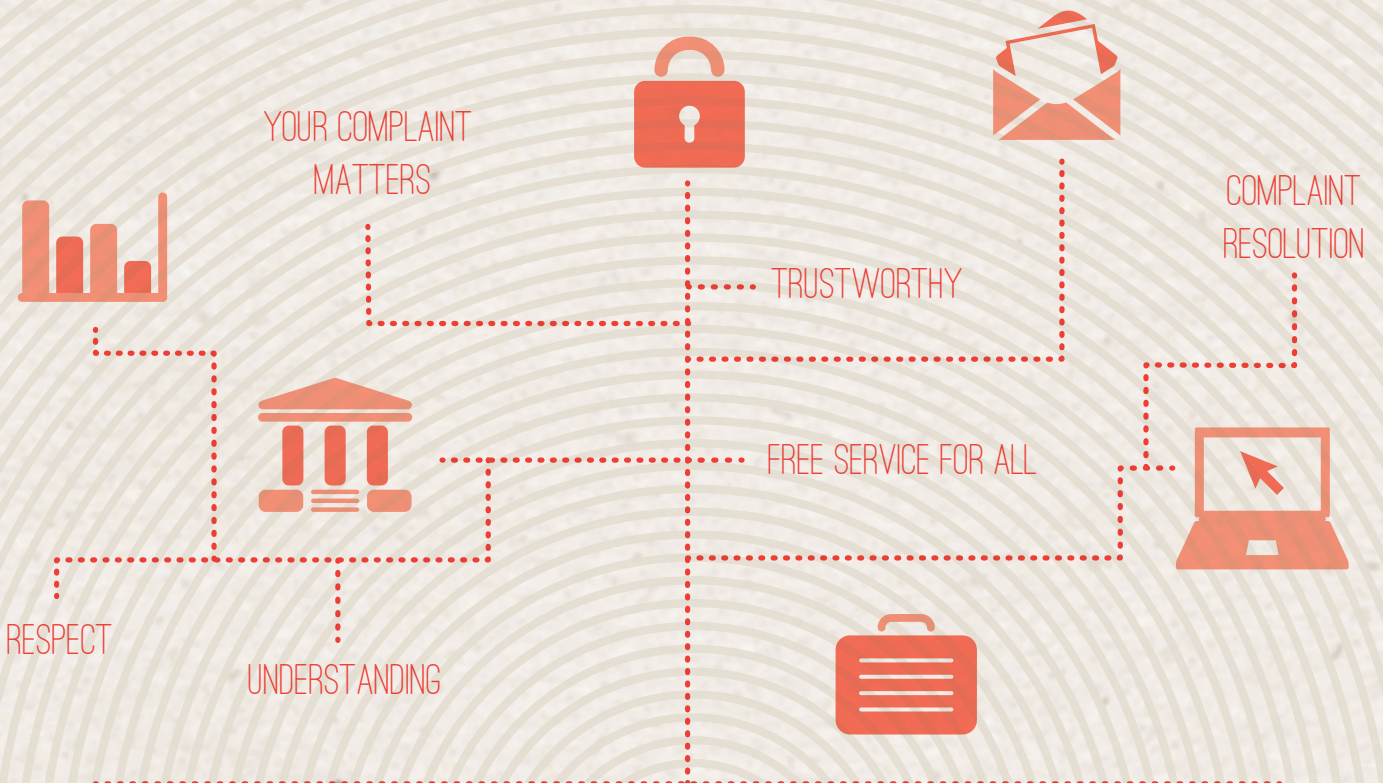 YOUR COMPLAINT
MATTERS
COMPLAINT
RESOLUTION
TRUSTWORTHY
FREE SERVICE FOR ALL
RESPECT
UNDERSTANDING